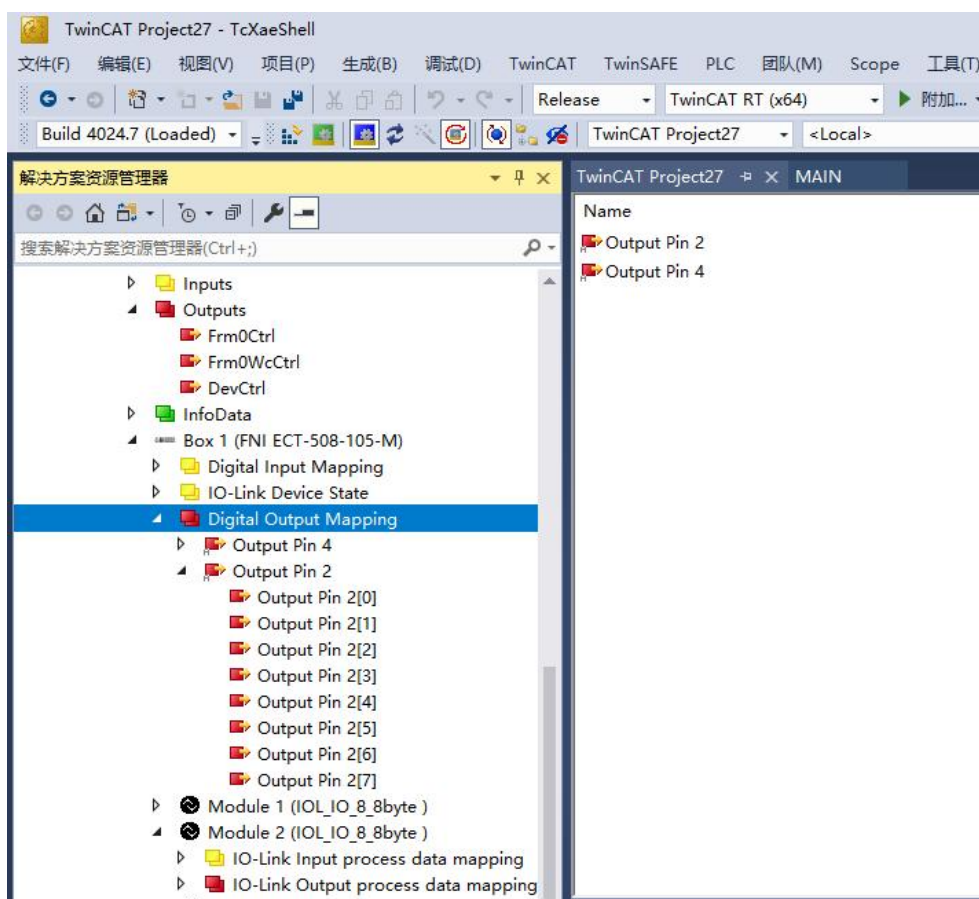 TwinCAT Project27 - TcXaeShell
文件(F) 编辑(E) 视图(V) 项目(P) 生成(B) 调试(D) TwinCAT TwinSAFE PLC 团队(M) Scope 工具(T)
Release TwinCAT RT (x64) 附加...
Build 4024.7 (Loaded) TwinCAT Project27 <Local>
解决方案资源管理器
搜索解决方案资源管理器(Ctrl+;)
Inputs
Outputs
Frm0Ctrl
Frm0WcCtrl
DevCtrl
InfoData
Box 1 (FNI ECT-508-105-M)
Digital Input Mapping
IO-Link Device State
Digital Output Mapping
Output Pin 4
Output Pin 2
Output Pin 2[0]
Output Pin 2[1]
Output Pin 2[2]
Output Pin 2[3]
Output Pin 2[4]
Output Pin 2[5]
Output Pin 2[6]
Output Pin 2[7]
Module 1 (IOL_IO_8_8byte )
Module 2 (IOL_IO_8_8byte )
IO-Link Input process data mapping
IO-Link Output process data mapping
TwinCAT Project27 MAIN
Name
Output Pin 2
Output Pin 4